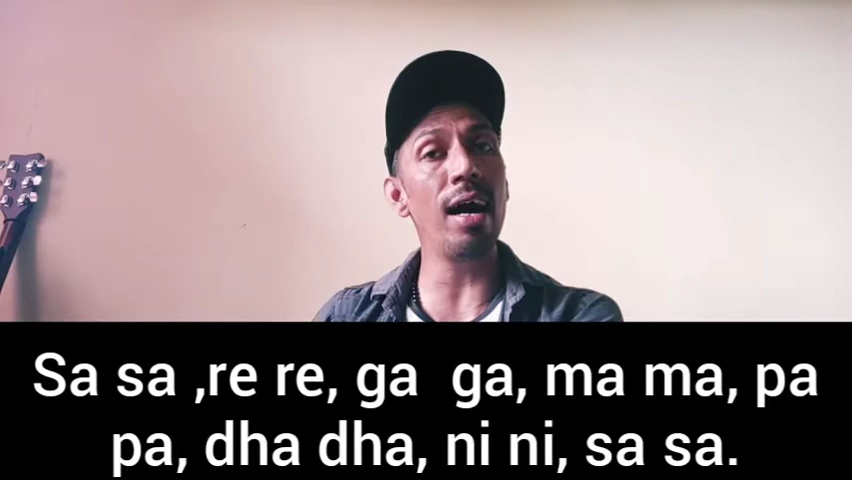 Sa sa ,re re, ga  ga, ma ma, pa
pa, dha dha, ni ni, sa sa.